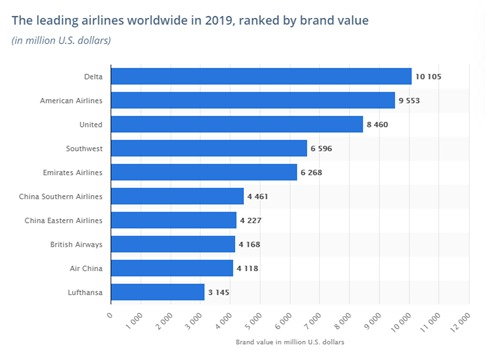 The leading airlines worldwide in 2019, ranked by brand value
(in million U.S. dollars)
Delta 10 105
American Airlines 9 553
United 8 460
Southwest 6 596
Emirates Airlines 6 268
China Southern Airlines 4 461
China Eastern Airlines 4 227
British Airways 4 168
Air China 4 118
Lufthansa 3 145
0 1 000 2 000 3 000 4 000 5 000 6 000 7 000 8 000 9 000 10 000 11 000 12 000
Brand value in million U.S. dollars